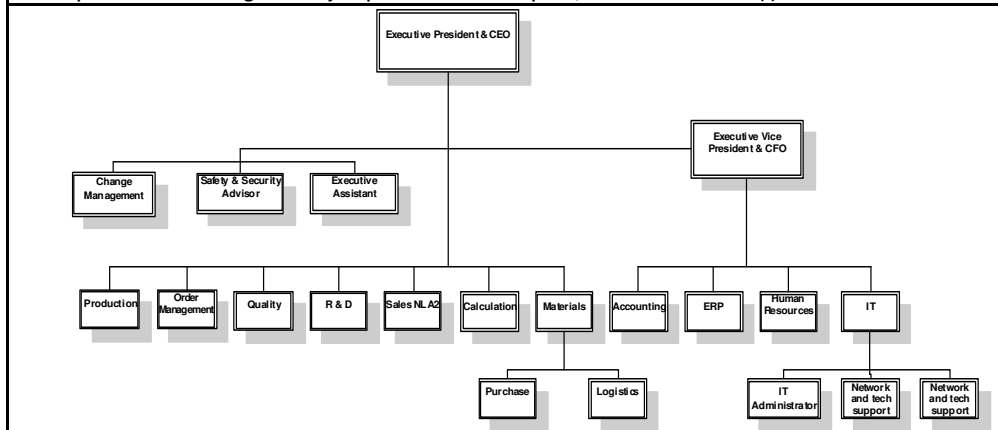 Executive President & CEO
Executive Vice
President & CFO
Change
Management
Safety & Security
Advisor
Executive
Assistant
Production
Order
Management
Quality
R & D
Sales NLA2
Calculation
Materials
Accounting
ERP
Human
Resources
IT
Purchase
Logistics
IT
Administrator
Network
and tech
support
Network
and tech
support